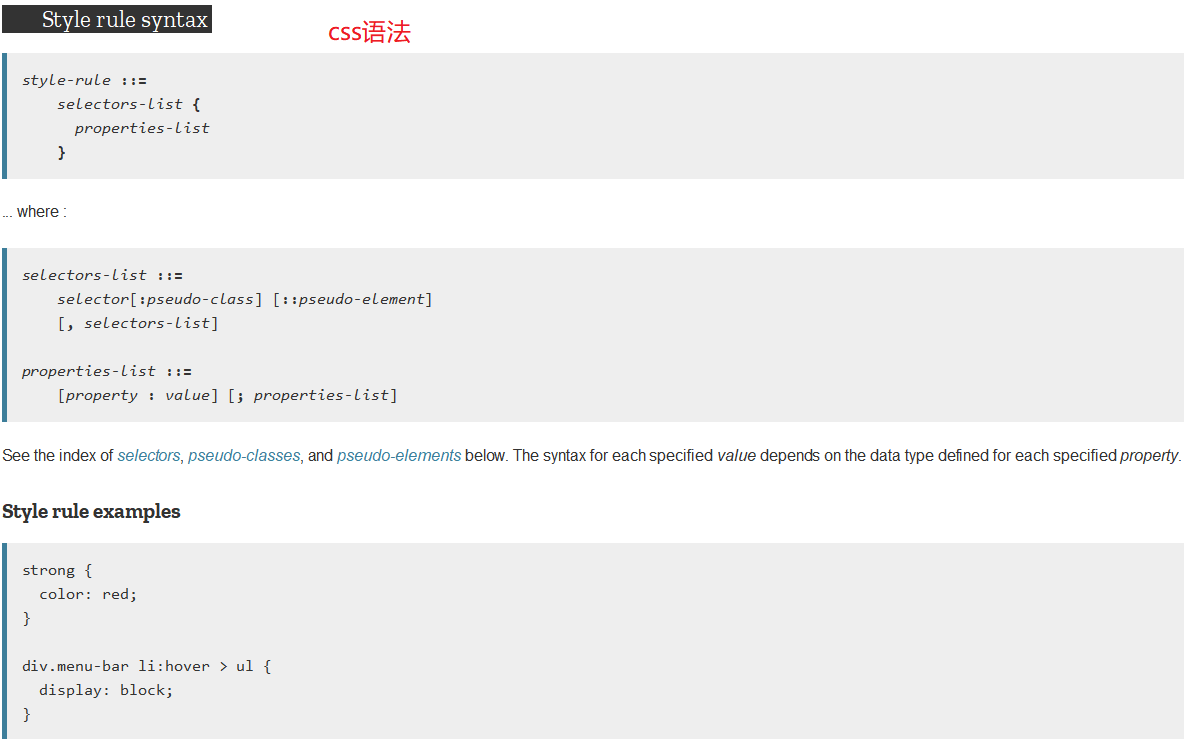 Style rule syntax
css语法
style-rule ::=
    selectors-list {
      properties-list
    }
... where :
selectors-list ::=
    selector[:pseudo-class] [::pseudo-element]
    [, selectors-list]
properties-list ::=
    [property : value] [; properties-list]
See the index of selectors, pseudo-classes, and pseudo-elements below. The syntax for each specified value depends on the data type defined for each specified property.
Style rule examples
strong {
  color: red;
}
div.menu-bar li:hover > ul {
  display: block;
}